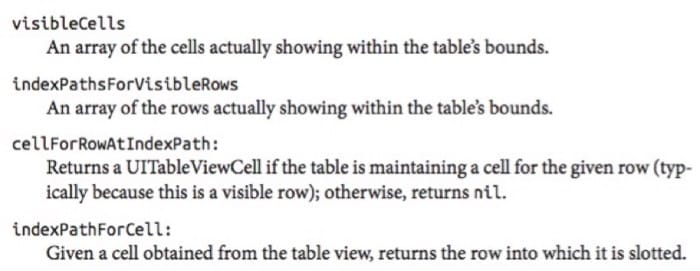 visibleCells
An array of the cells actually showing within the table's bounds.
indexPathsForVisibleRows
An array of the rows actually showing within the table's bounds.
cellForRowAtIndexPath:
Returns a UITableViewCell if the table is maintaining a cell for the given row (typ-
ically because this is a visible row); otherwise, returns nil.
indexPathForCell:
Given a cell obtained from the table view, returns the row into which it is slotted.